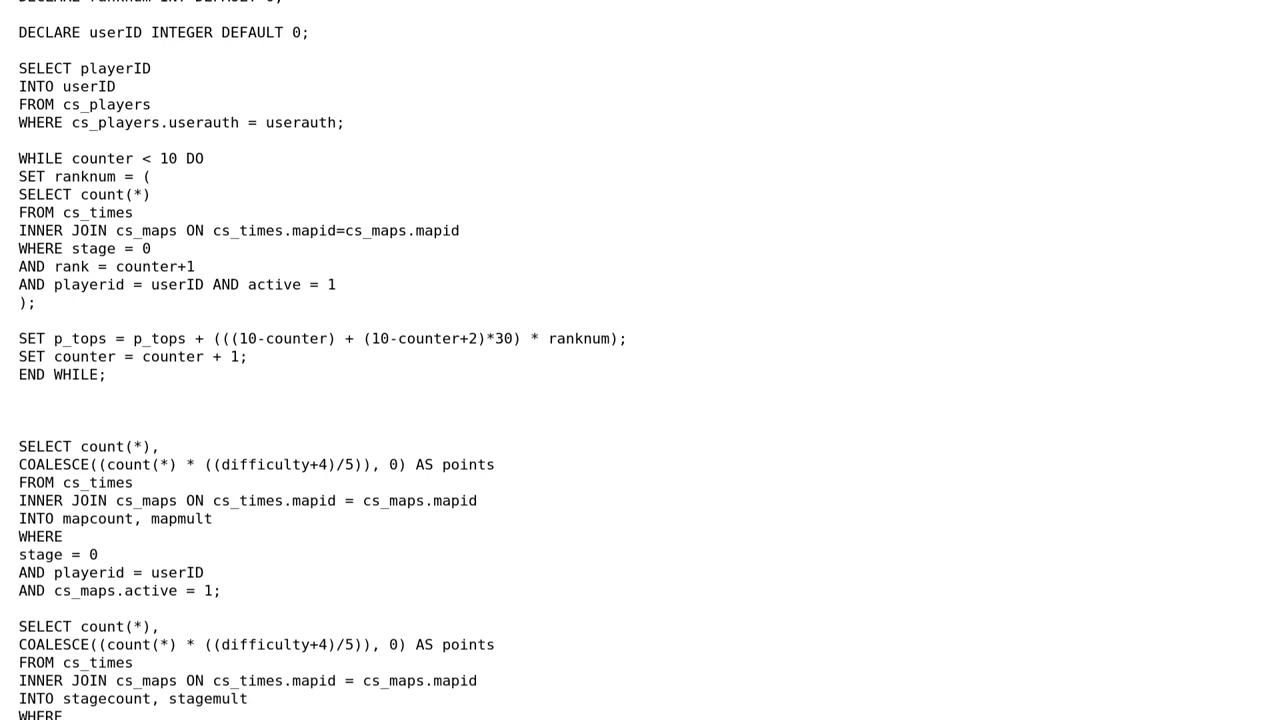 DECLARE ranknum INT DEFAULT 0;
DECLARE userID INTEGER DEFAULT 0;
SELECT playerID
INTO userID
FROM cs_players
WHERE cs_players.userauth = userauth;
WHILE counter < 10 DO
SET ranknum = (
SELECT count(*)
FROM cs_times
INNER JOIN cs_maps ON cs_times.mapid=cs_maps.mapid
WHERE stage = 0
AND rank = counter+1
AND playerid = userID AND active = 1
);
SET p_tops = p_tops + (((10-counter) + (10-counter+2)*30) * ranknum);
SET counter = counter + 1;
END WHILE;
SELECT count(*),
COALESCE((count(*) * ((difficulty+4)/5)), 0) AS points
FROM cs_times
INNER JOIN cs_maps ON cs_times.mapid = cs_maps.mapid
INTO mapcount, mapmult
WHERE
stage = 0
AND playerid = userID
AND cs_maps.active = 1;
SELECT count(*),
COALESCE((count(*) * ((difficulty+4)/5)), 0) AS points
FROM cs_times
INNER JOIN cs_maps ON cs_times.mapid = cs_maps.mapid
INTO stagecount, stagemult
WHERE